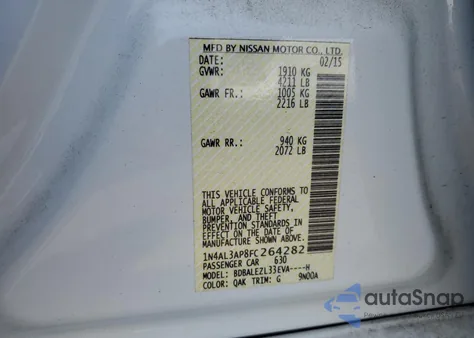 MFD BY NISSAN MOTOR CO., LTD.
DATE: 02/15
GVWR: 1910 KG
4211 LB
GAWR FR.: 1005 KG
2216 LB
GAWR RR.: 940 KG
2072 LB
THIS VEHICLE CONFORMS TO
ALL APPLICABLE FEDERAL
MOTOR VEHICLE SAFETY,
BUMPER, AND THEFT
PREVENTION STANDARDS
IN EFFECT ON THE DATE OF
MANUFACTURE SHOWN ABOVE.
1N4AL3AP8FC264282
PASSENGER CAR 630
MODEL: BDBALEZL33EVA----H
COLOR: QAK TRIM: G 9N00A
autoSnap